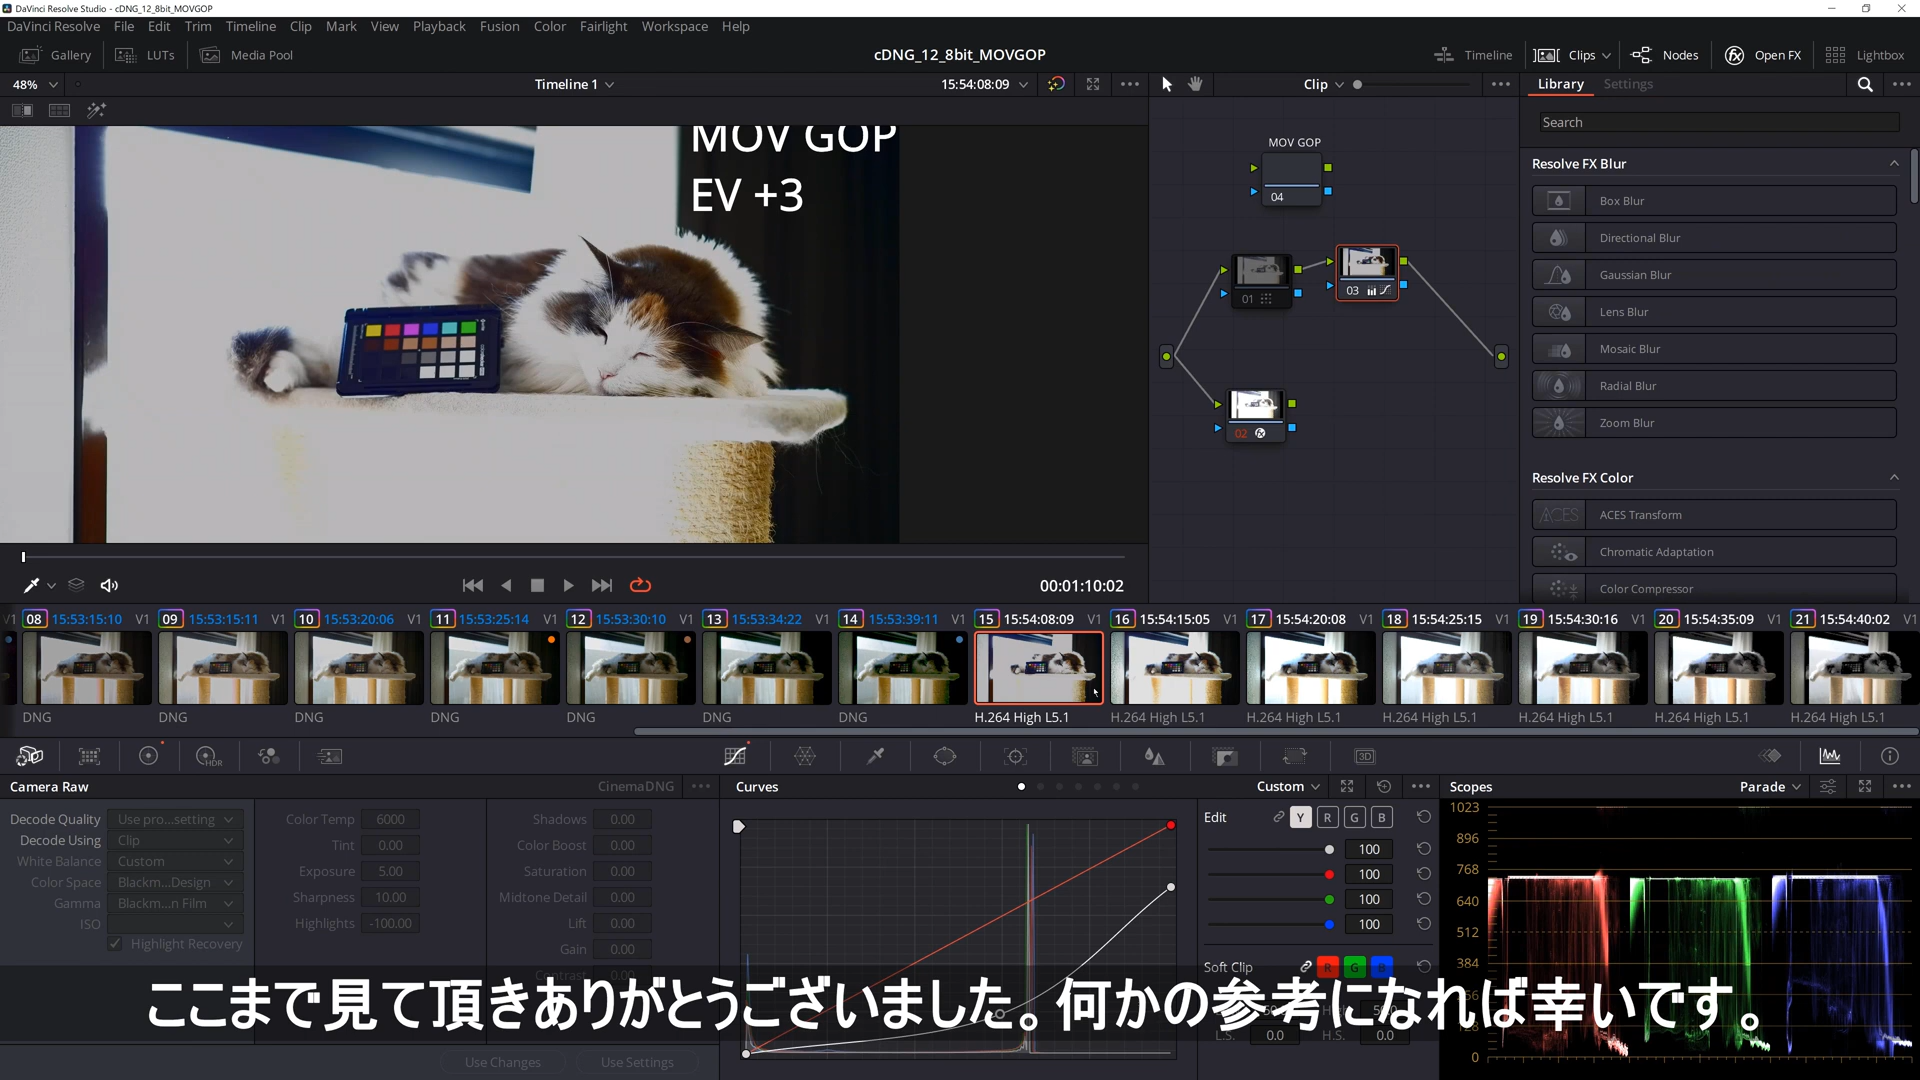 DaVinci Resolve Studio - cDNG_12_8bit_MOVGOP
DaVinci Resolve File Edit Trim Timeline Clip Mark View Playback Fusion Color Fairlight Workspace Help
Gallery LUTs Media Pool cDNG_12_8bit_MOVGOP Timeline Clips Nodes Open FX Lightbox
48% Timeline 1 15:54:08:09 Clip Library Settings
Search
MOV GOP
EV +3
MOV GOP
04
01
03
02
Resolve FX Blur
Box Blur
Directional Blur
Gaussian Blur
Lens Blur
Mosaic Blur
Radial Blur
Zoom Blur
Resolve FX Color
ACES Transform
Chromatic Adaptation
Color Compressor
00:01:10:02
V1 08 15:53:15:10 V1 09 15:53:15:11 V1 10 15:53:20:06 V1 11 15:53:25:14 V1 12 15:53:30:10 V1 13 15:53:34:22 V1 14 15:53:39:11 V1 15 15:54:08:09 V1 16 15:54:15:05 V1 17 15:54:20:08 V1 18 15:54:25:15 V1 19 15:54:30:16 V1 20 15:54:35:09 V1 21 15:54:40:02 V1
DNG DNG DNG DNG DNG DNG DNG H.264 High L5.1 H.264 High L5.1 H.264 High L5.1 H.264 High L5.1 H.264 High L5.1 H.264 High L5.1 H.264 High L5.1
HDR
3D
Camera Raw CinemaDNG
Decode Quality Use pro...setting
Decode Using Clip
White Balance Custom
Color Space Blackm...Design
Gamma Blackm...n Film
ISO
Highlight Recovery
Color Temp 6000
Tint 0.00
Exposure 5.00
Sharpness 10.00
Highlights -100.00
Shadows 0.00
Color Boost 0.00
Saturation 0.00
Midtone Detail 0.00
Lift 0.00
Gain 0.00
Contrast 0.00
Use Changes Use Settings
Curves Custom
Edit Y R G B
100
100
100
100
Soft Clip R G B
L.S. 0.0 H.S. 0.0
Scopes Parade
1023
896
768
640
512
384
0
ここまで見て頂きありがとうございました。何かの参考になれば幸いです。